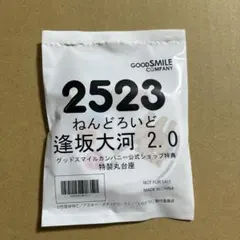 GOODSMILE
COMPANY
2523
ねんどろいど
逢坂大河 2.0
グッドスマイルカンパニー公式ショップ特典
特製丸台座
NOT FOR SALE
MADE IN CHINA